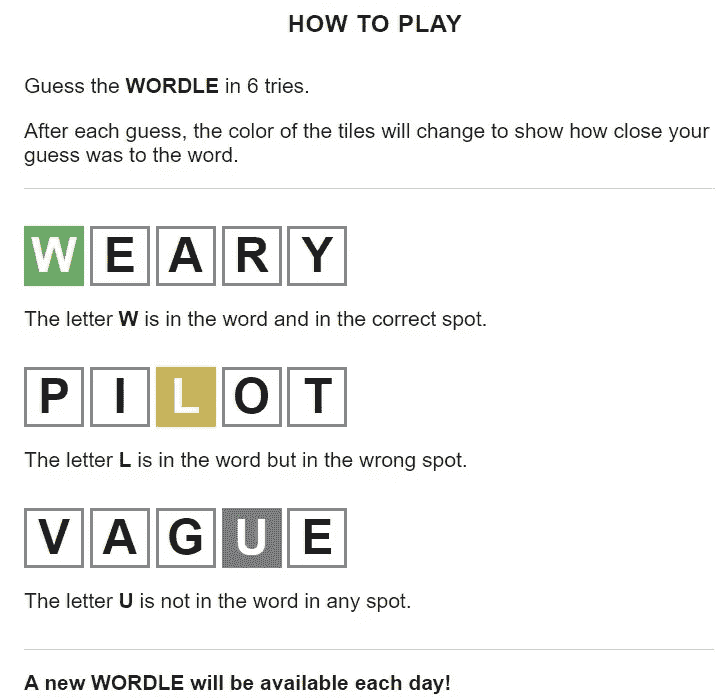 HOW TO PLAY
Guess the WORDLE in 6 tries.
After each guess, the color of the tiles will change to show how close your
guess was to the word.
WEARY
The letter W is in the word and in the correct spot.
PILOT
The letter L is in the word but in the wrong spot.
VAGUE
The letter U is not in the word in any spot.
A new WORDLE will be available each day!